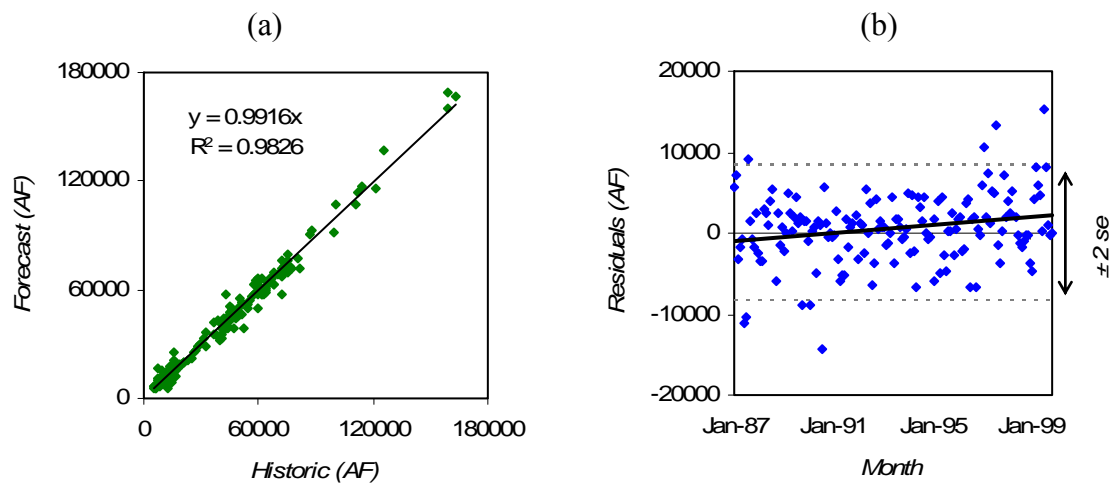 (a)
180000
120000
60000
0
Forecast (AF)
y = 0.9916x
R² = 0.9826
0 60000 120000 180000
Historic (AF)
(b)
20000
10000
0
-10000
-20000
Residuals (AF)
± 2 se
Jan-87 Jan-91 Jan-95 Jan-99
Month